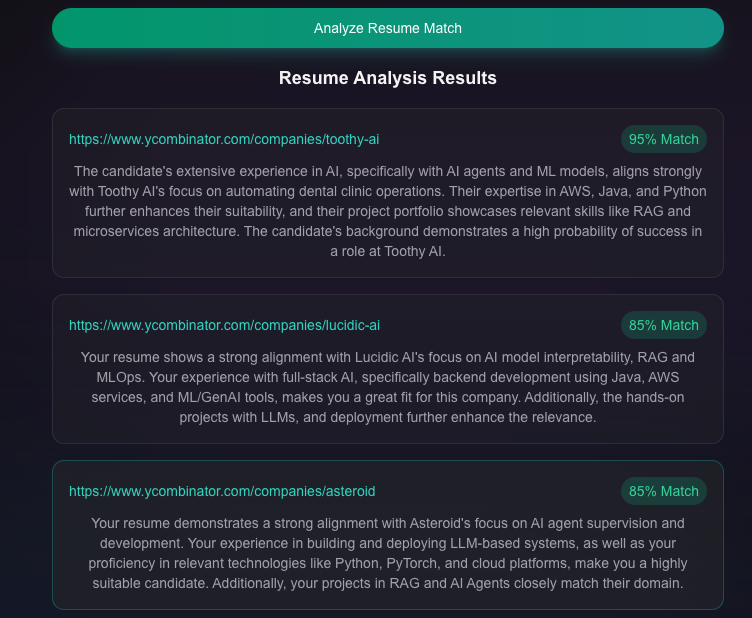 Analyze Resume Match
Resume Analysis Results
https://www.ycombinator.com/companies/toothy-ai
95% Match
The candidate's extensive experience in AI, specifically with AI agents and ML models, aligns strongly
with Toothy AI's focus on automating dental clinic operations. Their expertise in AWS, Java, and Python
further enhances their suitability, and their project portfolio showcases relevant skills like RAG and
microservices architecture. The candidate's background demonstrates a high probability of success in
a role at Toothy AI.
https://www.ycombinator.com/companies/lucidic-ai
85% Match
Your resume shows a strong alignment with Lucidic AI's focus on AI model interpretability, RAG and
MLOps. Your experience with full-stack AI, specifically backend development using Java, AWS
services, and ML/GenAI tools, makes you a great fit for this company. Additionally, the hands-on
projects with LLMs, and deployment further enhance the relevance.
https://www.ycombinator.com/companies/asteroid
85% Match
Your resume demonstrates a strong alignment with Asteroid's focus on AI agent supervision and
development. Your experience in building and deploying LLM-based systems, as well as your
proficiency in relevant technologies like Python, PyTorch, and cloud platforms, make you a highly
suitable candidate. Additionally, your projects in RAG and AI Agents closely match their domain.